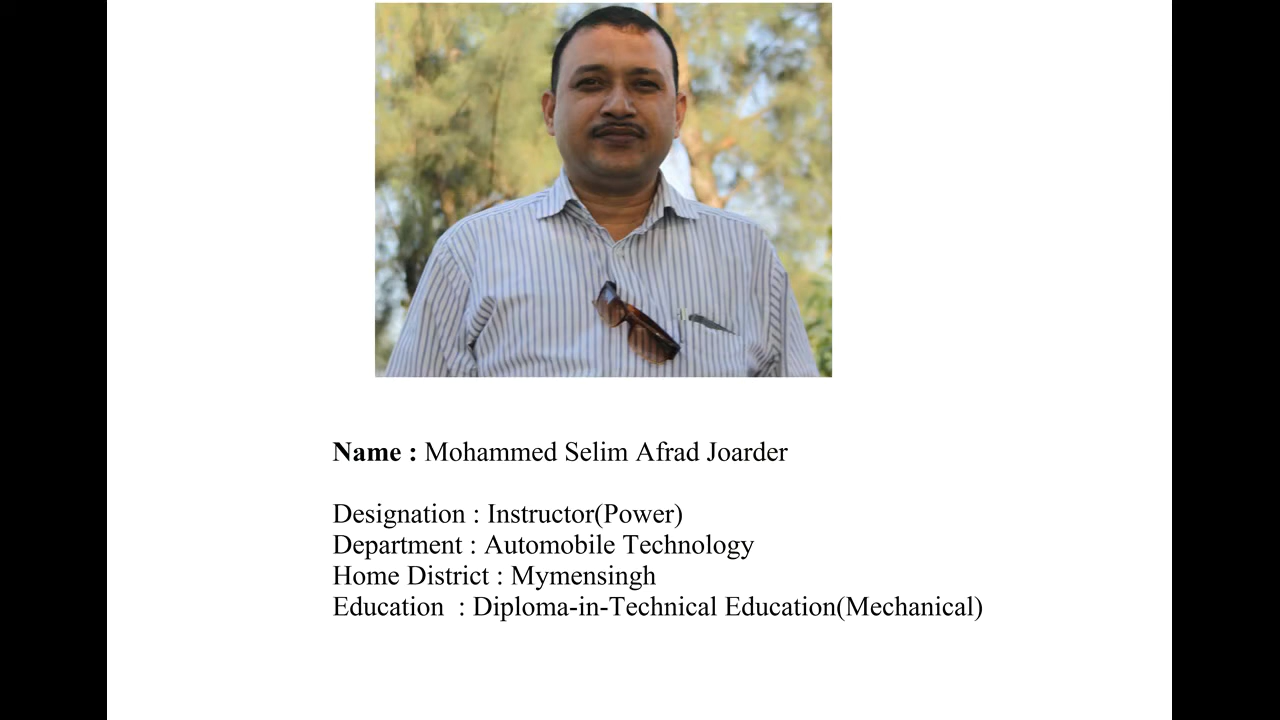 Name : Mohammed Selim Afrad Joarder
Designation : Instructor(Power)
Department : Automobile Technology
Home District : Mymensingh
Education : Diploma-in-Technical Education(Mechanical)